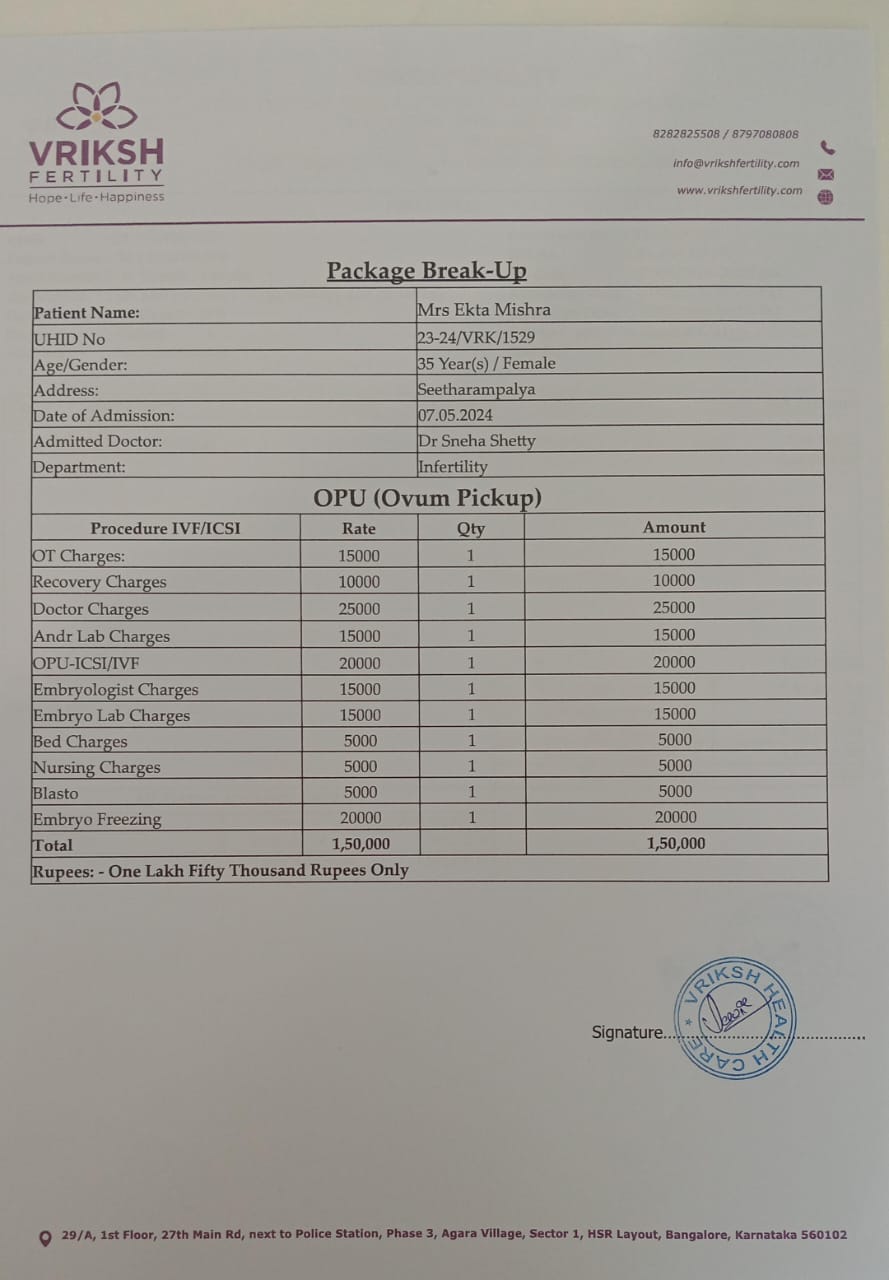 VRIKSH
FERTILITY
Hope•Life•Happiness
8282825508 / 8797080808
info@vrikshfertility.com
www.vrikshfertility.com
Package Break-Up
Patient Name: Mrs Ekta Mishra
UHID No 23-24/VRK/1529
Age/Gender: 35 Year(s) / Female
Address: Seetharampalya
Date of Admission: 07.05.2024
Admitted Doctor: Dr Sneha Shetty
Department: Infertility
OPU (Ovum Pickup)
Procedure IVF/ICSI Rate Qty Amount
OT Charges: 15000 1 15000
Recovery Charges 10000 1 10000
Doctor Charges 25000 1 25000
Andr Lab Charges 15000 1 15000
OPU-ICSI/IVF 20000 1 20000
Embryologist Charges 15000 1 15000
Embryo Lab Charges 15000 1 15000
Bed Charges 5000 1 5000
Nursing Charges 5000 1 5000
Blasto 5000 1 5000
Embryo Freezing 20000 1 20000
Total 1,50,000 1,50,000
Rupees: - One Lakh Fifty Thousand Rupees Only
VRIKSH HEALTH CARE
Signature
29/A, 1st Floor, 27th Main Rd, next to Police Station, Phase 3, Agara Village, Sector 1, HSR Layout, Bangalore, Karnataka 560102